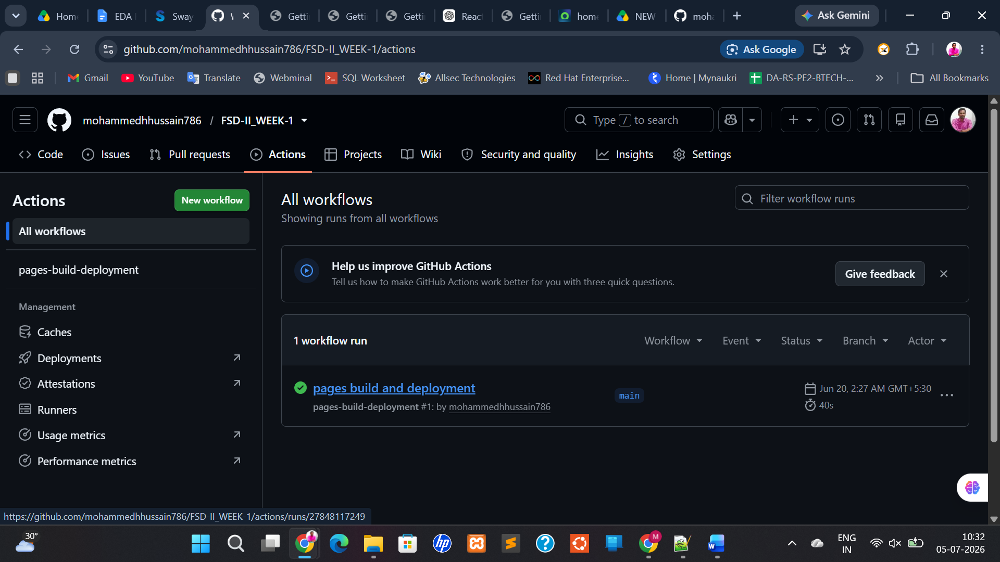 Home
EDA
Sway
Getti
Getti
Getti
React
Getti
home
NEW
moha
Ask Gemini
github.com/mohammedhhussain786/FSD-II_WEEK-1/actions
Ask Google
Gmail
YouTube
Translate
Webminal
SQL Worksheet
Allsec Technologies
Red Hat Enterprise...
Home | Mynaukri
DA-RS-PE2-BTECH-...
All Bookmarks
mohammedhhussain786 / FSD-II_WEEK-1
Type / to search
Code
Issues
Pull requests
Actions
Projects
Wiki
Security and quality
Insights
Settings
Actions
New workflow
All workflows
pages-build-deployment
Management
Caches
Deployments
Attestations
Runners
Usage metrics
Performance metrics
All workflows
Showing runs from all workflows
Filter workflow runs
Help us improve GitHub Actions
Tell us how to make GitHub Actions work better for you with three quick questions.
Give feedback
1 workflow run
Workflow
Event
Status
Branch
Actor
pages build and deployment
pages-build-deployment #1: by mohammedhhussain786
main
Jun 20, 2:27 AM GMT+5:30
40s
https://github.com/mohammedhhussain786/FSD-II_WEEK-1/actions/runs/27848117249
30°
ENG
IN
10:32
05-07-2026